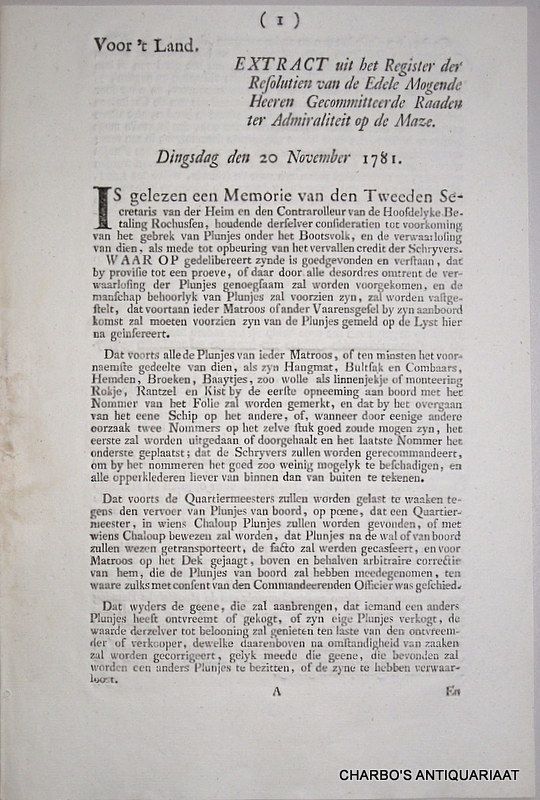 ( 1 )
Voor 't Land.
EXTRACT uit het Register der
Reſolutien van de Edele Mogende
Heeren Gecommitteerde Raaden
ter Admiraliteit op de Maze.
Dingsdag den 20 November 1781.
IS gelezen een Memorie van den Tweeden Se-
cretaris van der Heim en den Contrarolleur van de Hoofdelyke Be-
taling Rochusſen, houdende derſelver conſideratien tot voorkoming
van het gebrek van Plunjes onder het Bootsvolk, en de verwaarloſing
van dien, als mede tot opbeuring van het vervallen credit der Schryvers.
WAAR OP gedelibereert zynde is goedgevonden en verſtaan, dat
by proviſie tot een proeve, of daar door alle desordres omtrent de ver-
waarloſing der Plunjes genoegſaam zal worden voorgekomen, en de
manſchap behoorlyk van Plunjes zal voorzien zyn, zal worden vaſtge-
ſtelt, dat voortaan ieder Matroos of ander Vaarensgeſel by zyn aanboord
komst zal moeten voorzien zyn van de Plunjes gemeld op de Lyst hier
na geinſereert.
Dat voorts alle de Plunjes van ieder Matroos, of ten minsten het voor-
naemſte gedeelte van dien, als zyn Hangmat, Bultſak en Combaars,
Hemden, Broeken, Baaytjes, zoo wolle als linnenjekje of monteering
Rokje, Rantzel en Kist by de eerſte opneeming aan boord met het
Nommer van het Folie zal worden gemerkt, en dat by het overgaan
van het eene Schip op het andere, of, wanneer door eenige andere
oorzaak twee Nommers op het zelve ſtuk goed zoude mogen zyn, het
eerste zal worden uitgedaan of doorgehaalt en het laatste Nommer het
onderste geplaatst; dat de Schryvers zullen worden gerecommandeert,
om by het nommeren het goed zoo weinig mogelyk te beſchadigen, en
alle opperklederen liever van binnen dan van buiten te tekenen.
Dat voorts de Quartiermeesters zullen worden gelast te waaken te-
gens den vervoer van Plunjes van boord, op pœne, dat een Quartier-
meester, in wiens Chaloup Plunjes zullen worden gevonden, of met
wiens Chaloup bewezen zal worden, dat Plunjes na de wal of van boord
zullen wezen getransporteert, de facto zal werden gecasſeert, en voor
Matroos op het Dek gejaagt, boven en behalven arbitraire correctie
van hem, die de Plunjes van boord zal hebben meedegenomen, ten
waare zulks met conſent van den Commandeerenden Officier was geſchied.
Dat wyders de geene, die zal aanbrengen, dat iemand een anders
Plunjes heeft ontvreemt of gekogt, of zyn eige Plunjes verkogt, de
waarde derzelver tot belooning zal genieten ten laste van den ontvreem-
der of verkooper, dewelke daarenboven na omſtandigheid van zaaken
zal worden gecorrigeert, gelyk meede die geene, die bevonden zal
worden een anders Plunjes te bezitten, of de zyne te hebben verwaar-
loost.
A En
CHARBO'S ANTIQUARIAAT